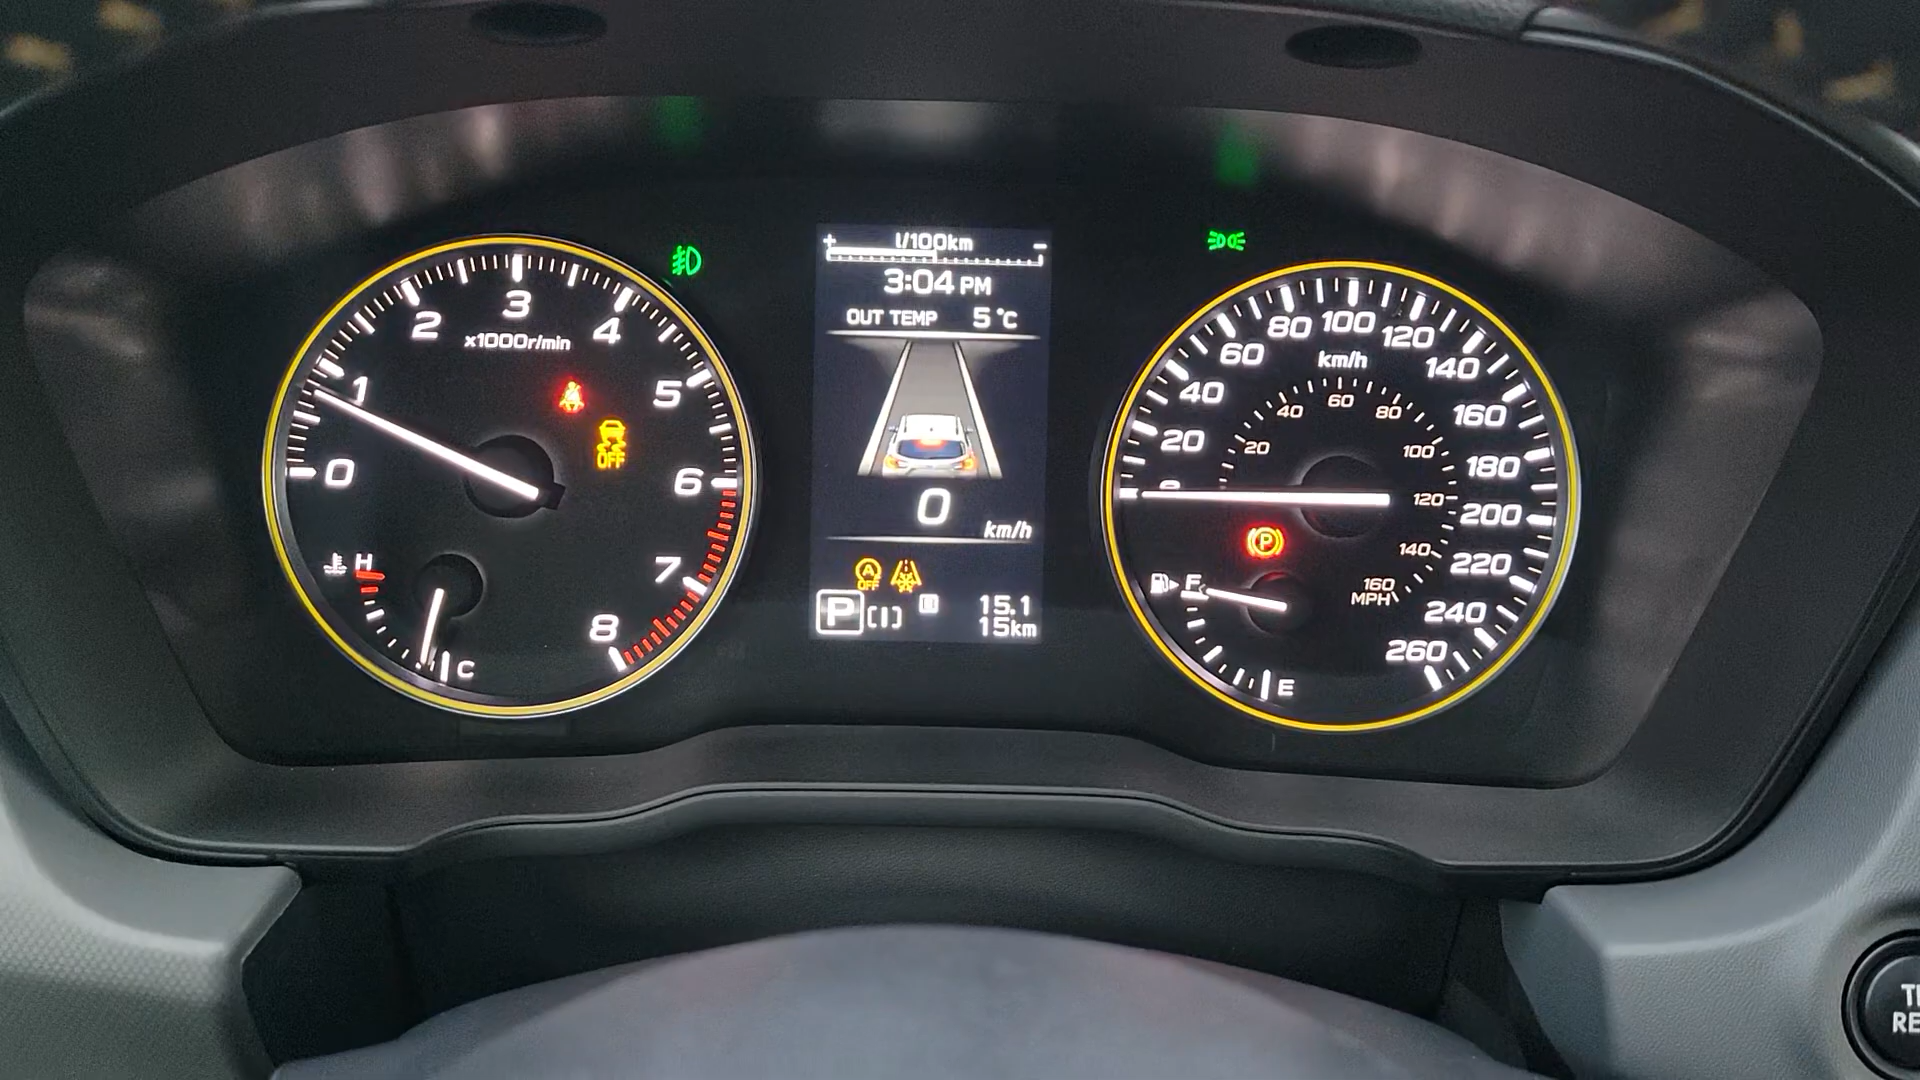 l/100km
+ -
3:04 PM
OUT TEMP 5°C
0
km/h
A
OFF
P
15.1
15km
0
1
2
3
4
5
6
7
8
x1000r/min
OFF
H
C
0
20
40
60
80
100
120
140
160
180
200
220
240
260
km/h
20
40
60
80
100
120
140
160
MPH
P
F
E